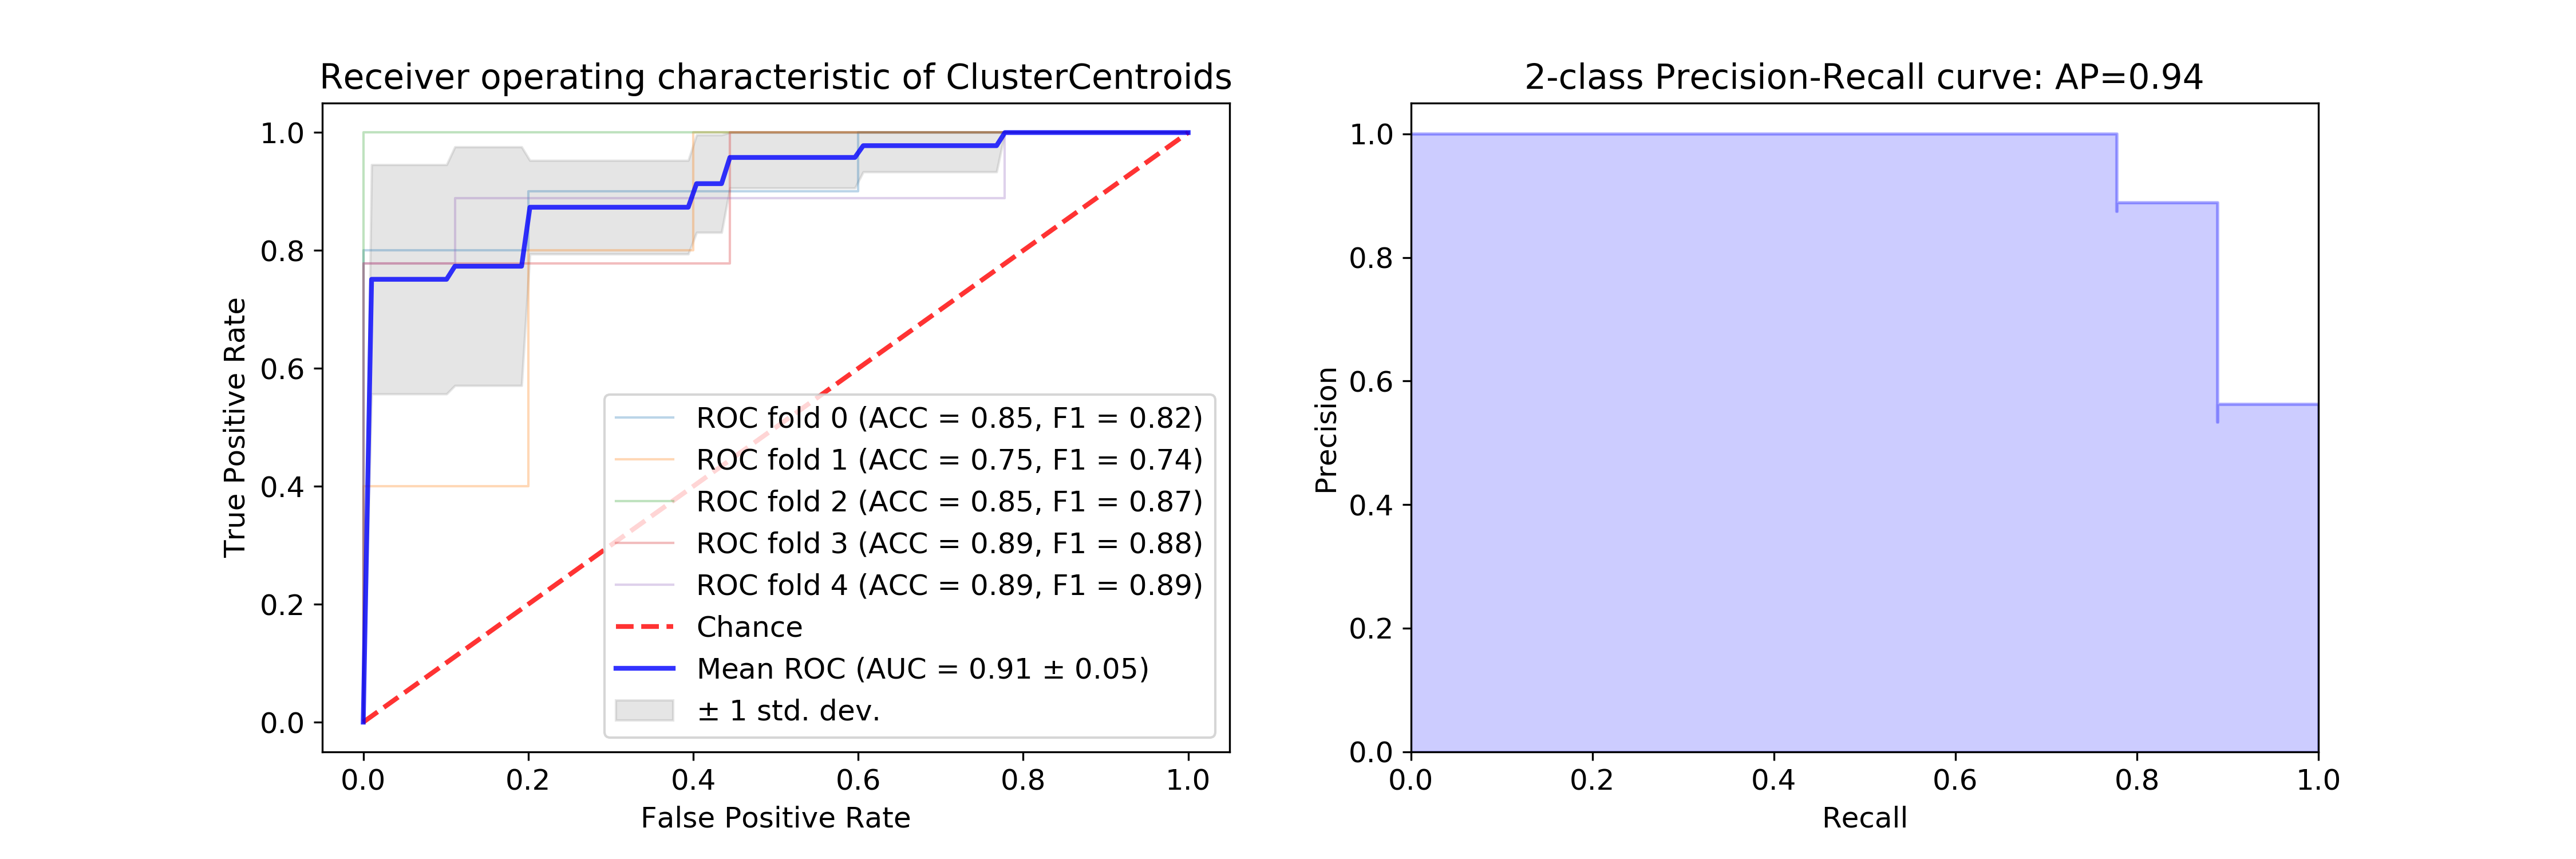 Receiver operating characteristic of ClusterCentroids
True Positive Rate
1.0
0.8
0.6
0.4
0.2
0.0
ROC fold 0 (ACC = 0.85, F1 = 0.82)
ROC fold 1 (ACC = 0.75, F1 = 0.74)
ROC fold 2 (ACC = 0.85, F1 = 0.87)
ROC fold 3 (ACC = 0.89, F1 = 0.88)
ROC fold 4 (ACC = 0.89, F1 = 0.89)
Chance
Mean ROC (AUC = 0.91 ± 0.05)
± 1 std. dev.
0.0 0.2 0.4 0.6 0.8 1.0
False Positive Rate
2-class Precision-Recall curve: AP=0.94
Precision
1.0
0.8
0.6
0.4
0.2
0.0
0.0 0.2 0.4 0.6 0.8 1.0
Recall